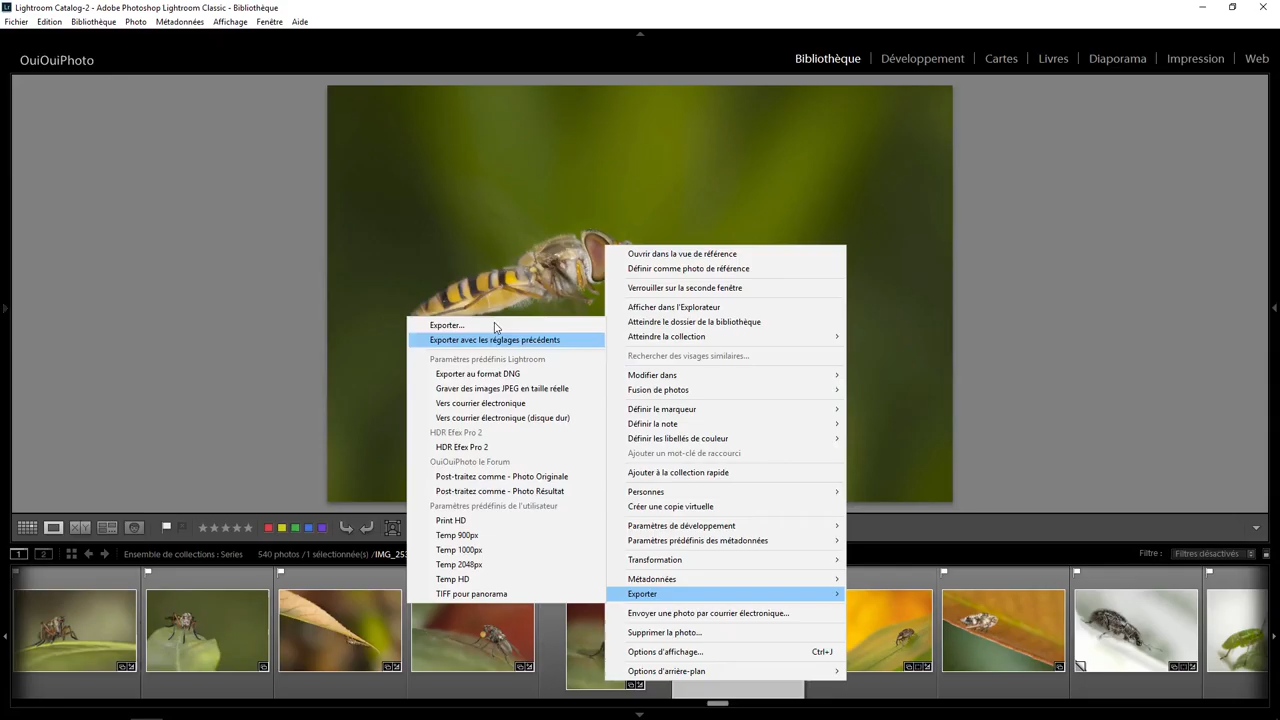 Lightroom Catalog-2 - Adobe Photoshop Lightroom Classic - Bibliothèque
Fichier Edition Bibliothèque Photo Métadonnées Affichage Fenêtre Aide
OuiOuiPhoto
Bibliothèque | Développement | Cartes | Livres | Diaporama | Impression | Web
Ouvrir dans la vue de référence
Définir comme photo de référence
Verrouiller sur la seconde fenêtre
Afficher dans l'Explorateur
Atteindre le dossier de la bibliothèque
Atteindre la collection
Rechercher des visages similaires...
Modifier dans
Fusion de photos
Définir le marqueur
Définir la note
Définir les libellés de couleur
Ajouter un mot-clé de raccourci
Ajouter à la collection rapide
Personnes
Créer une copie virtuelle
Paramètres de développement
Paramètres prédéfinis des métadonnées
Transformation
Métadonnées
Exporter
Envoyer une photo par courrier électronique...
Supprimer la photo...
Options d'affichage... Ctrl+J
Options d'arrière-plan
Exporter...
Exporter avec les réglages précédents
Paramètres prédéfinis Lightroom
Exporter au format DNG
Graver des images JPEG en taille réelle
Vers courrier électronique
Vers courrier électronique (disque dur)
HDR Efex Pro 2
HDR Efex Pro 2
OuiOuiPhoto le Forum
Post-traitez comme - Photo Originale
Post-traitez comme - Photo Résultat
Paramètres prédéfinis de l'utilisateur
Print HD
Temp 900px
Temp 1000px
Temp 2048px
Temp HD
TIFF pour panorama
1 2 Ensemble de collections : Series 540 photos /1 sélectionnée(s) /IMG_253
Filtre : Filtres désactivés